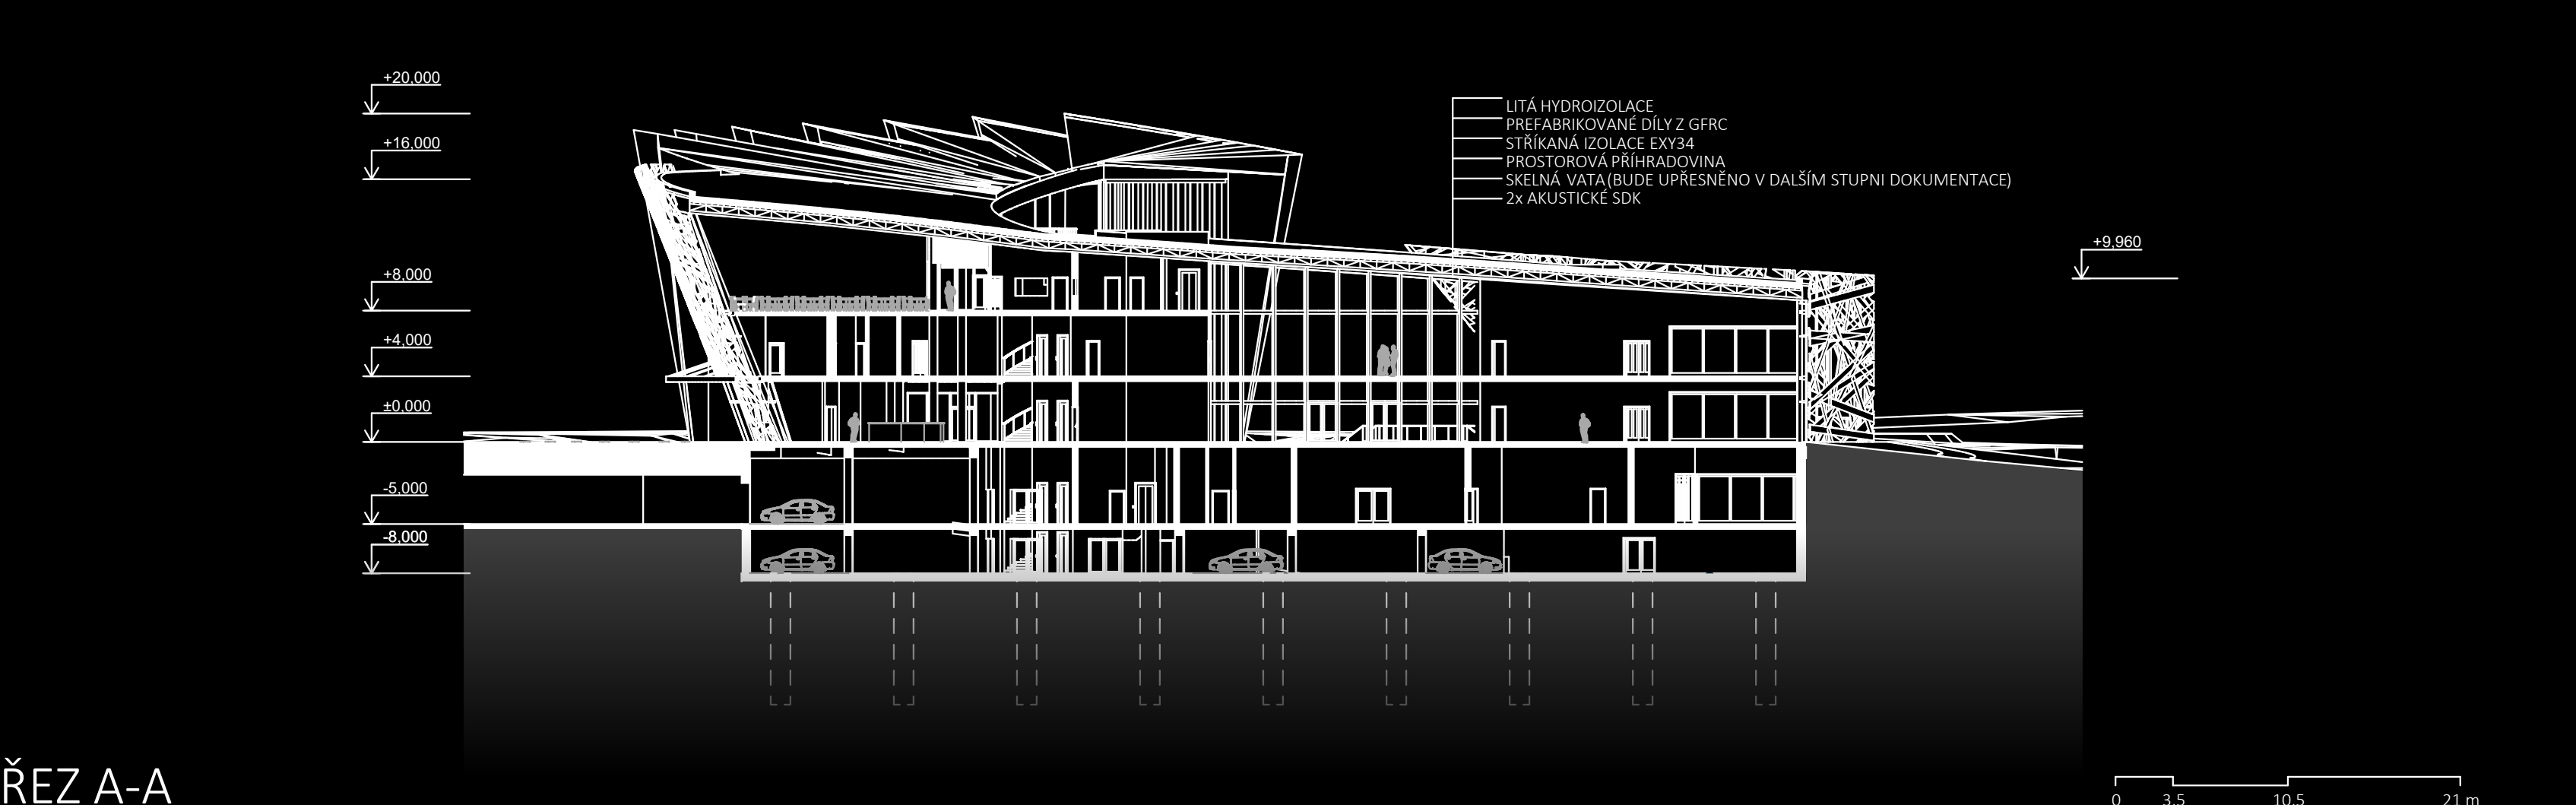 +20,000
+16,000
+8,000
+4,000
±0,000
-5,000
-8,000
LITÁ HYDROIZOLACE
PREFABRIKOVANÉ DÍLY Z GFRC
STŘÍKANÁ IZOLACE EXY34
PROSTOROVÁ PŘÍHRADOVINA
SKELNÁ VATA(BUDE UPŘESNĚNO V DALŠÍM STUPNI DOKUMENTACE)
2x AKUSTICKÉ SDK
+9,960
ŘEZ A-A
0 3,5 10,5 21 m